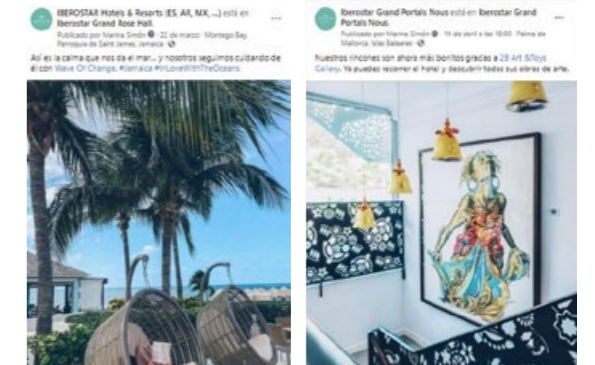 IBEROSTAR Hotels & Resorts (ES, AR, MX, ...) está en
Iberostar Grand Rose Hall.
Publicado por Marina Simón · 22 de marzo · Montego Bay
Parroquia de Saint James, Jamaica ·
Así es la calma que nos da el mar... y nosotros seguimos cuidando de
él con Wave Of Change. #Jamaica #InLoveWithTheOceans
Iberostar Grand Portals Nous está en Iberostar Grand
Portals Nous.
Publicado por Marina Simón · 19 de abril a las 18:00 · Palma de
Mallorca, Islas Baleares ·
Nuestros rincones son ahora más bonitos gracias a 2B Art &Toys
Gallery. Ya puedes recorrer el hotel y descubrir todas sus obras de arte.